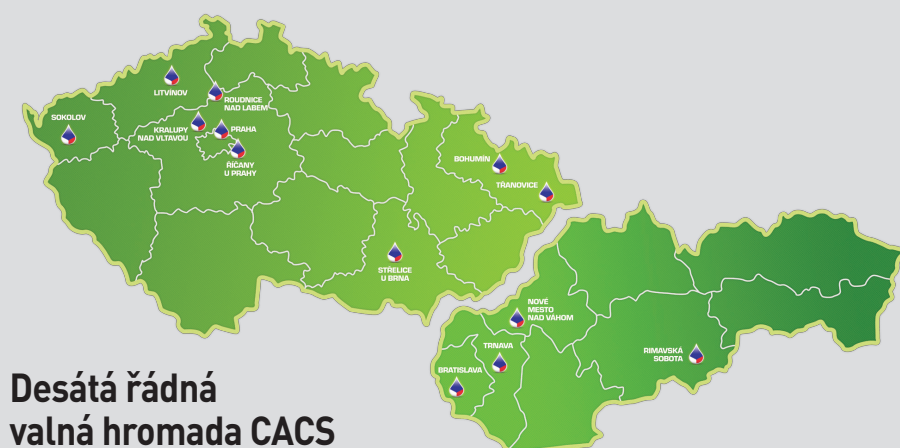 LITVÍNOV
ROUDNICE
NAD LABEM
SOKOLOV
KRALUPY
NAD VLTAVOU
PRAHA
ŘÍČANY
U PRAHY
BOHUMÍN
TŘANOVICE
STŘELICE
U BRNA
NOVÉ
MESTO
NAD VÁHOM
TRNAVA
BRATISLAVA
RIMAVSKÁ
SOBOTA
Desátá řádná
valná hromada CACS